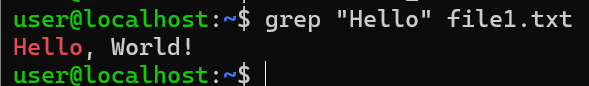 user@localhost:~$ grep "Hello" file1.txt
Hello, World!
user@localhost:~$